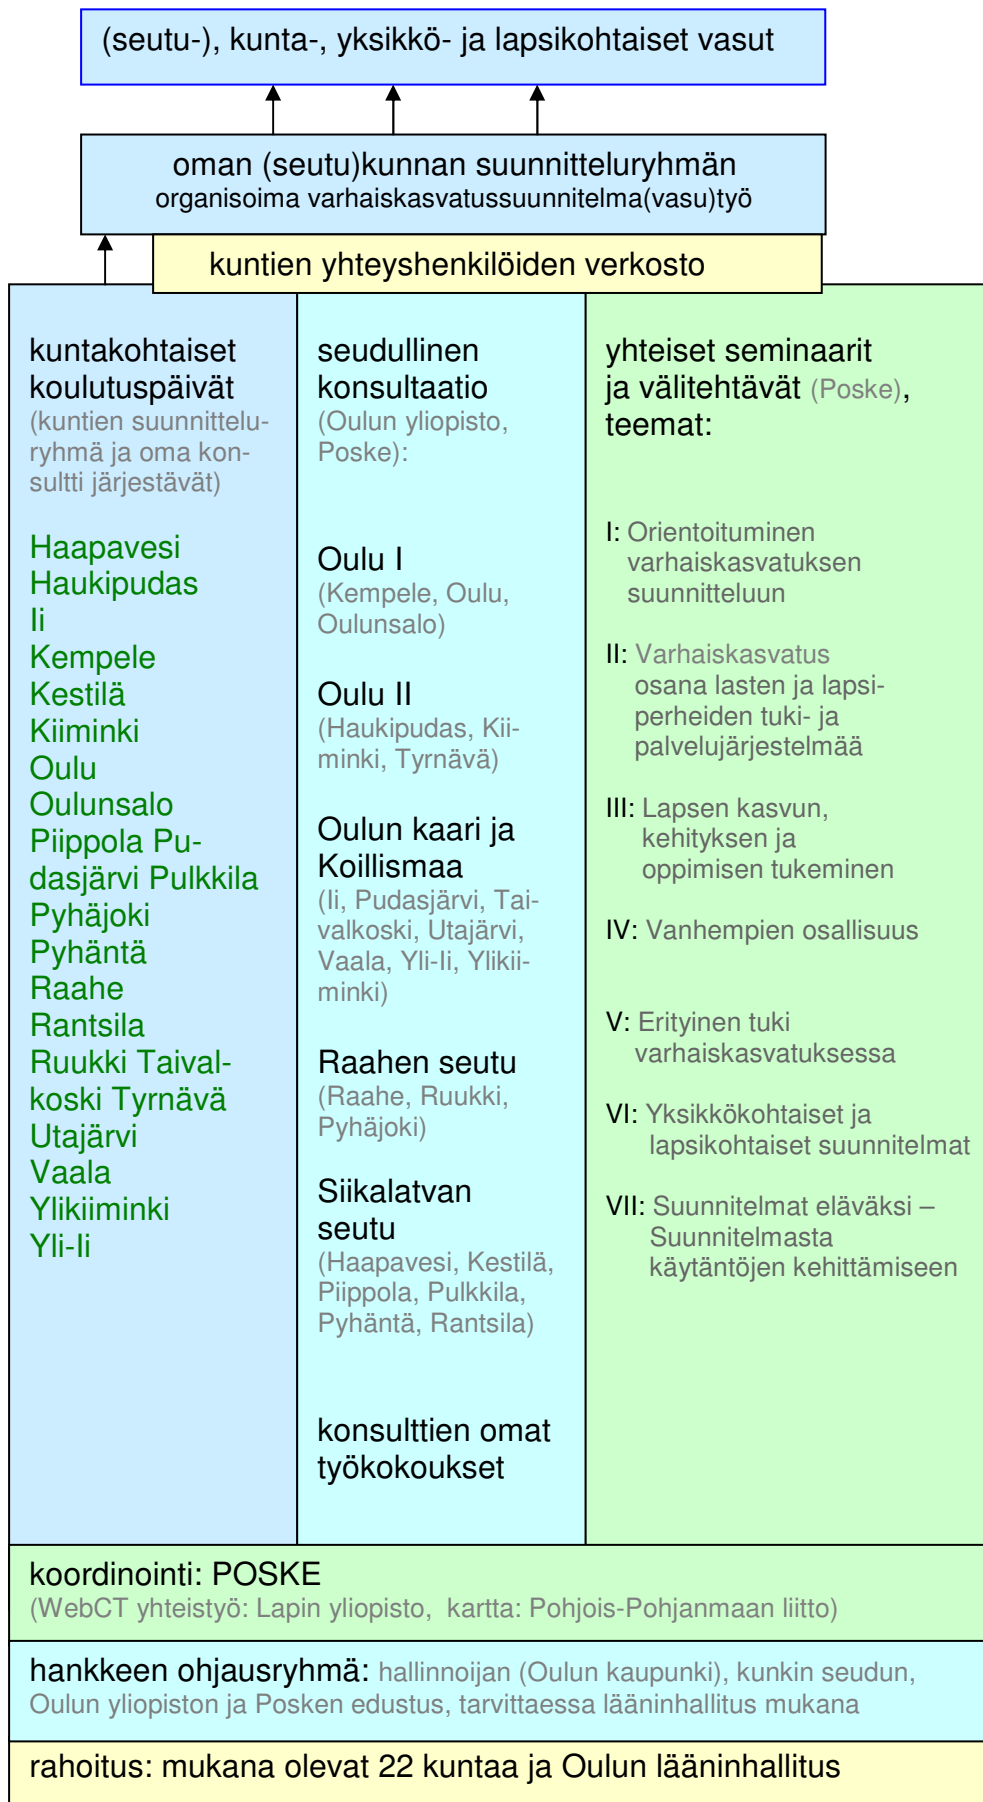 (seutu-), kunta-, yksikkö- ja lapsikohtaiset vasut
oman (seutu)kunnan suunnitteluryhmän
organisoima varhaiskasvatussuunnitelma(vasu)työ
kuntien yhteyshenkilöiden verkosto
kuntakohtaiset
koulutuspäivät
(kuntien suunnittelu-
ryhmä ja oma kon-
sultti järjestävät)
Haapavesi
Haukipudas
Ii
Kempele
Kestilä
Kiiminki
Oulu
Oulunsalo
Piippola Pu-
dasjärvi Pulkkila
Pyhäjoki
Pyhäntä
Raahe
Rantsila
Ruukki Taival-
koski Tyrnävä
Utajärvi
Vaala
Ylikiiminki
Yli-Ii
seudullinen
konsultaatio
(Oulun yliopisto,
Poske):
Oulu I
(Kempele, Oulu,
Oulunsalo)
Oulu II
(Haukipudas, Kii-
minki, Tyrnävä)
Oulun kaari ja
Koillismaa
(Ii, Pudasjärvi, Tai-
valkoski, Utajärvi,
Vaala, Yli-Ii, Ylikii-
minki)
Raahen seutu
(Raahe, Ruukki,
Pyhäjoki)
Siikalatvan
seutu
(Haapavesi, Kestilä,
Piippola, Pulkkila,
Pyhäntä, Rantsila)
konsulttien omat
työkokoukset
yhteiset seminaarit
ja välitehtävät (Poske),
teemat:
I: Orientoituminen
varhaiskasvatuksen
suunnitteluun
II: Varhaiskasvatus
osana lasten ja lapsi-
perheiden tuki- ja
palvelujärjestelmää
III: Lapsen kasvun,
kehityksen ja
oppimisen tukeminen
IV: Vanhempien osallisuus
V: Erityinen tuki
varhaiskasvatuksessa
VI: Yksikkökohtaiset ja
lapsikohtaiset suunnitelmat
VII: Suunnitelmat eläväksi –
Suunnitelmasta
käytäntöjen kehittämiseen
koordinointi: POSKE
(WebCT yhteistyö: Lapin yliopisto, kartta: Pohjois-Pohjanmaan liitto)
hankkeen ohjausryhmä: hallinnoijan (Oulun kaupunki), kunkin seudun,
Oulun yliopiston ja Posken edustus, tarvittaessa lääninhallitus mukana
rahoitus: mukana olevat 22 kuntaa ja Oulun lääninhallitus